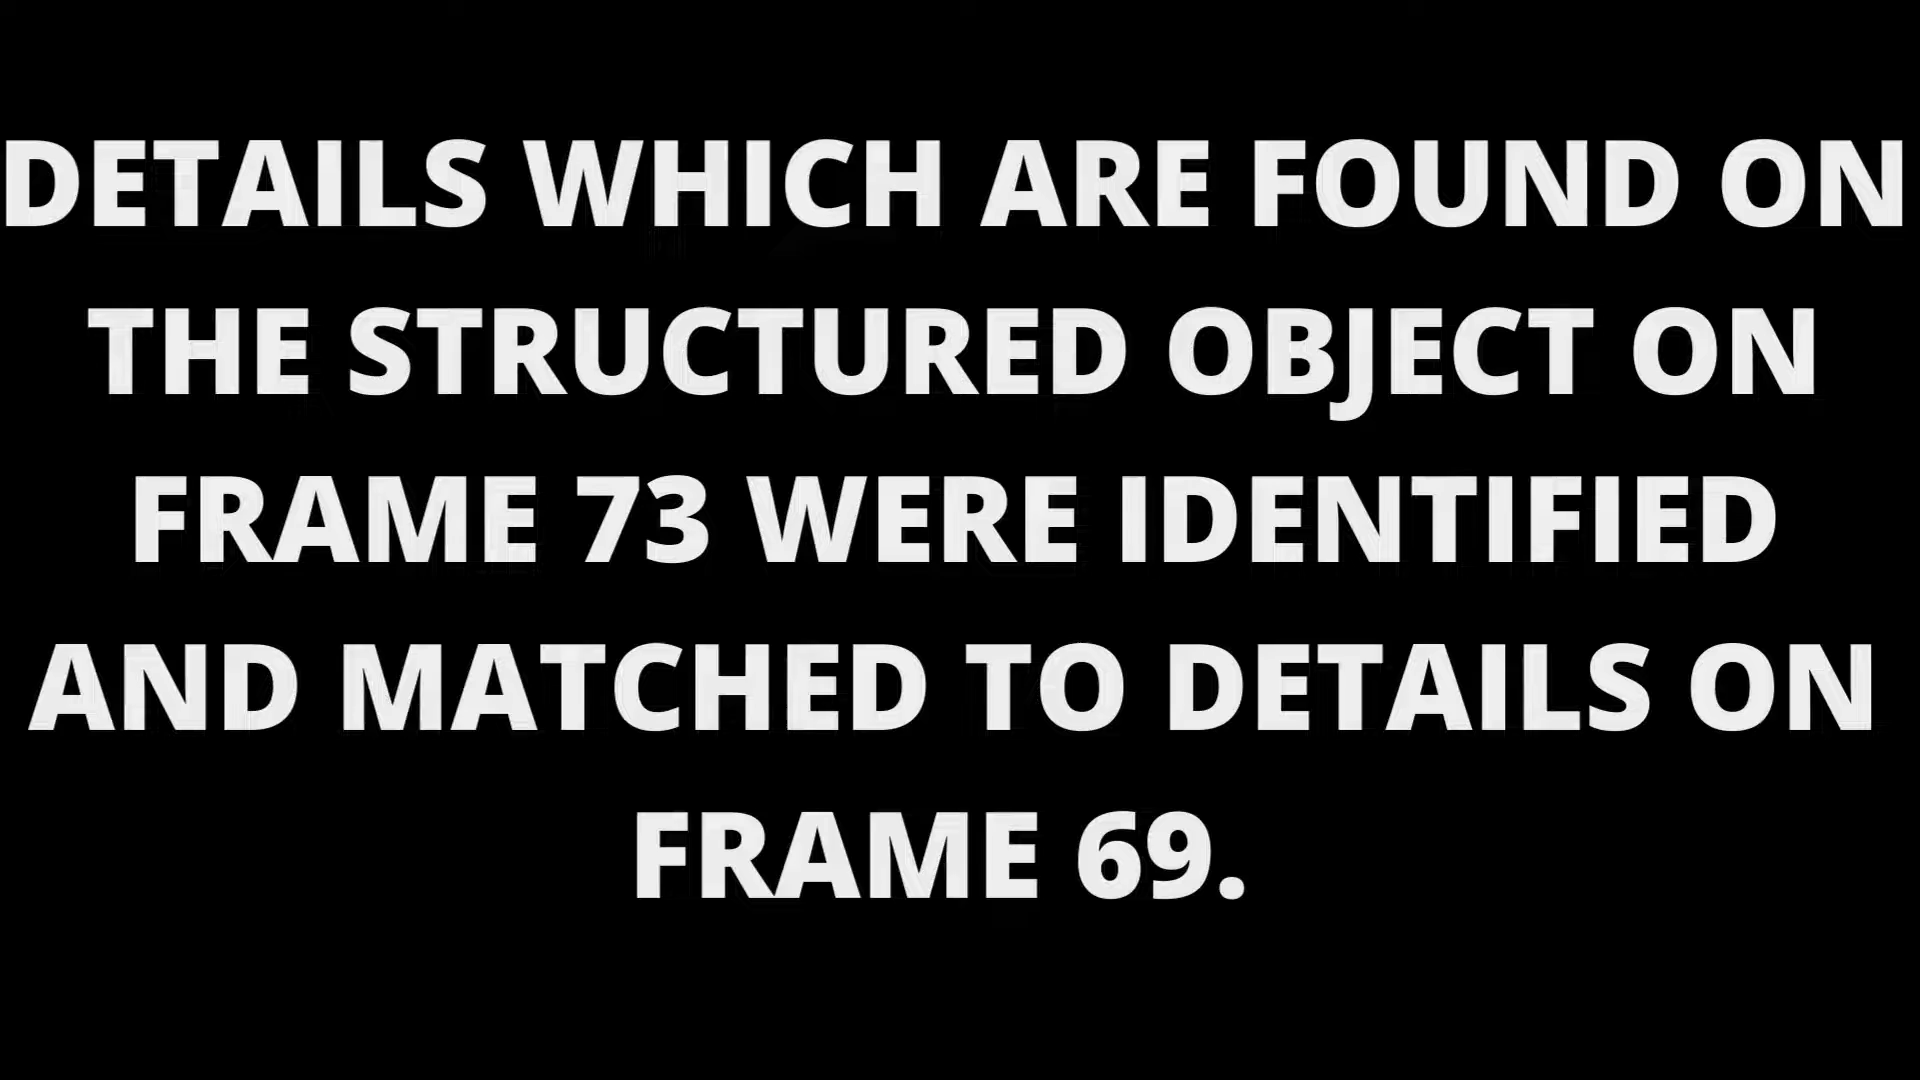 DETAILS WHICH ARE FOUND ON
THE STRUCTURED OBJECT ON
FRAME 73 WERE IDENTIFIED
AND MATCHED TO DETAILS ON
FRAME 69.